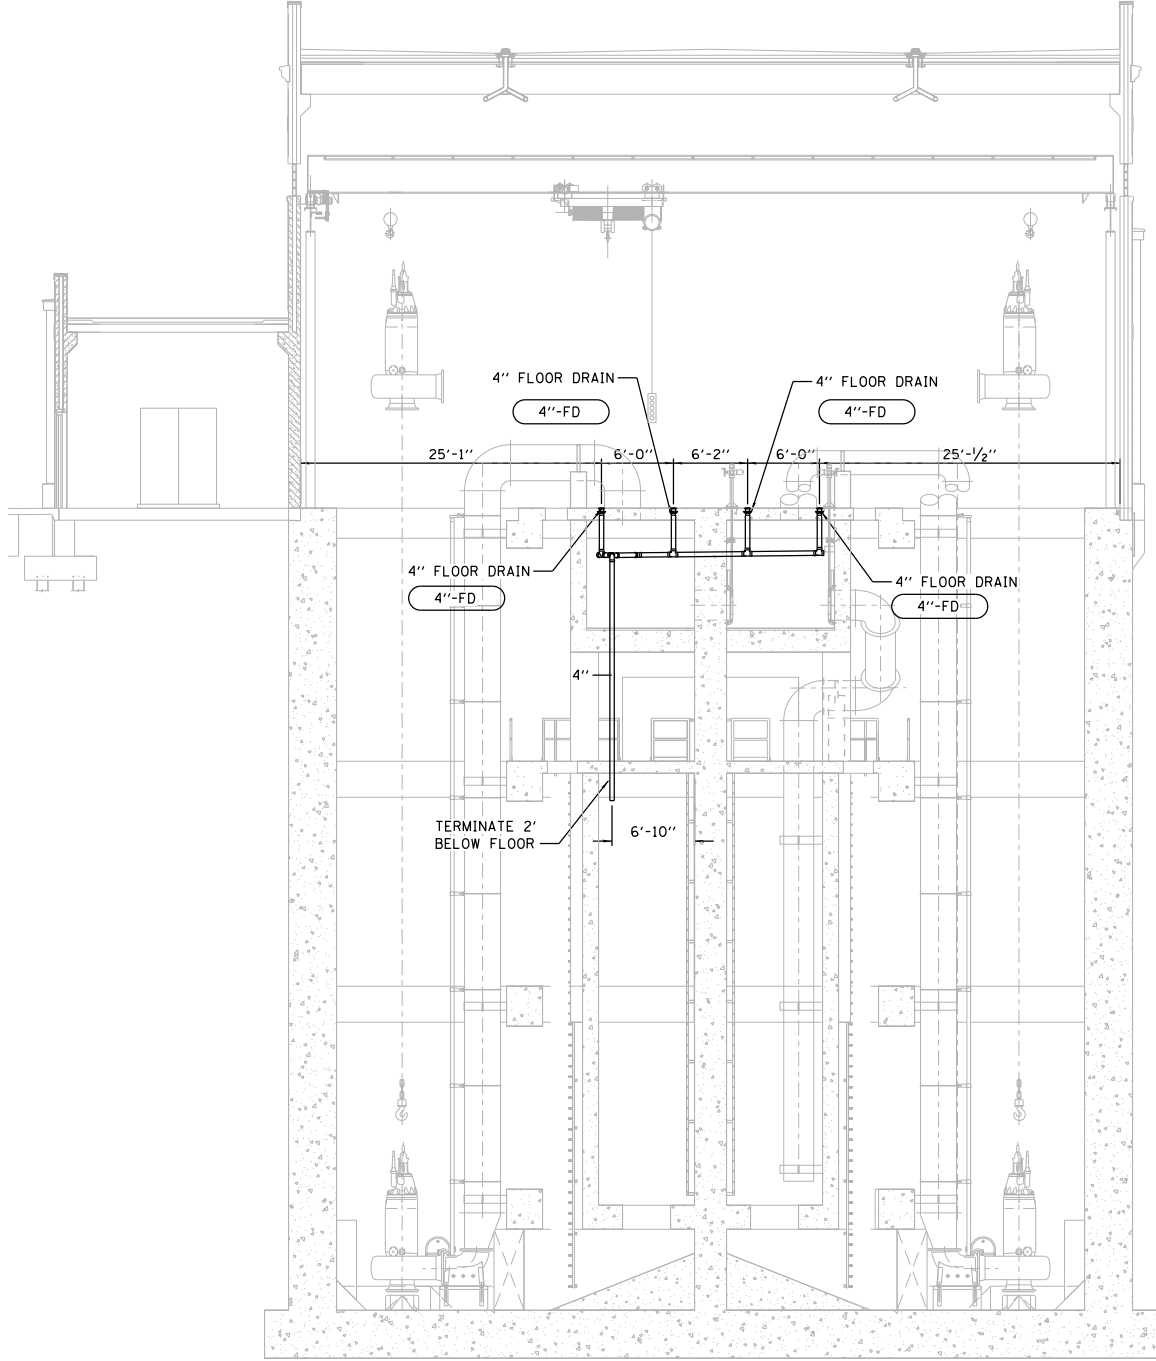 4'' FLOOR DRAIN
4''-FD
4'' FLOOR DRAIN
4''-FD
25'-1''
6'-0''
6'-2''
6'-0''
25'-½''
4'' FLOOR DRAIN
4''-FD
4'' FLOOR DRAIN
4''-FD
4''
TERMINATE 2'
BELOW FLOOR
6'-10''